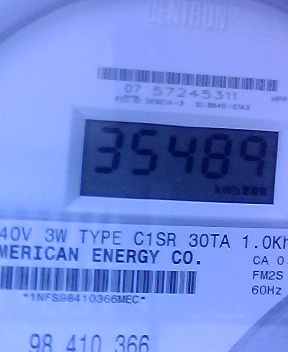 CENTRON
07 57245311
35489
kWh
40V 3W TYPE C1SR 30TA 1.0Kh
MERICAN ENERGY CO.
CA 0.
FM2S
60Hz
*1NFS98410366MEC*
98 410 366